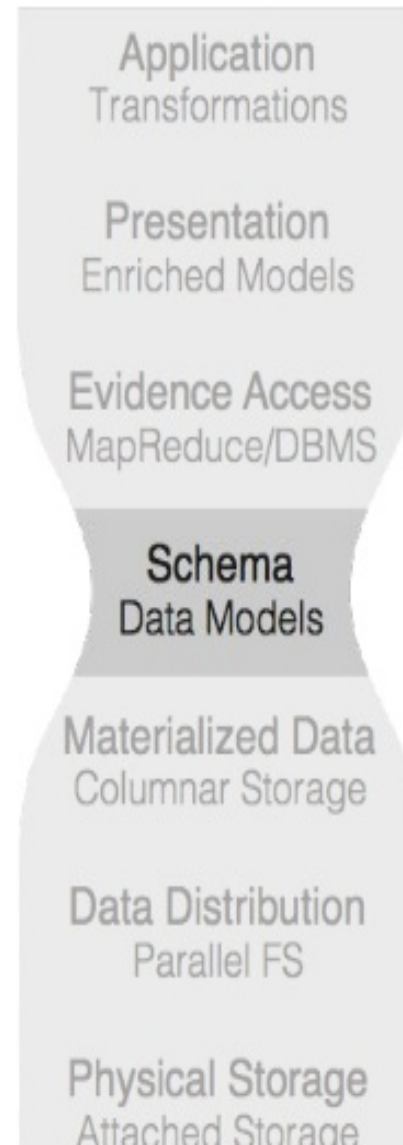 Application
Transformations
Presentation
Enriched Models
Evidence Access
MapReduce/DBMS
Schema
Data Models
Materialized Data
Columnar Storage
Data Distribution
Parallel FS
Physical Storage
Attached Storage